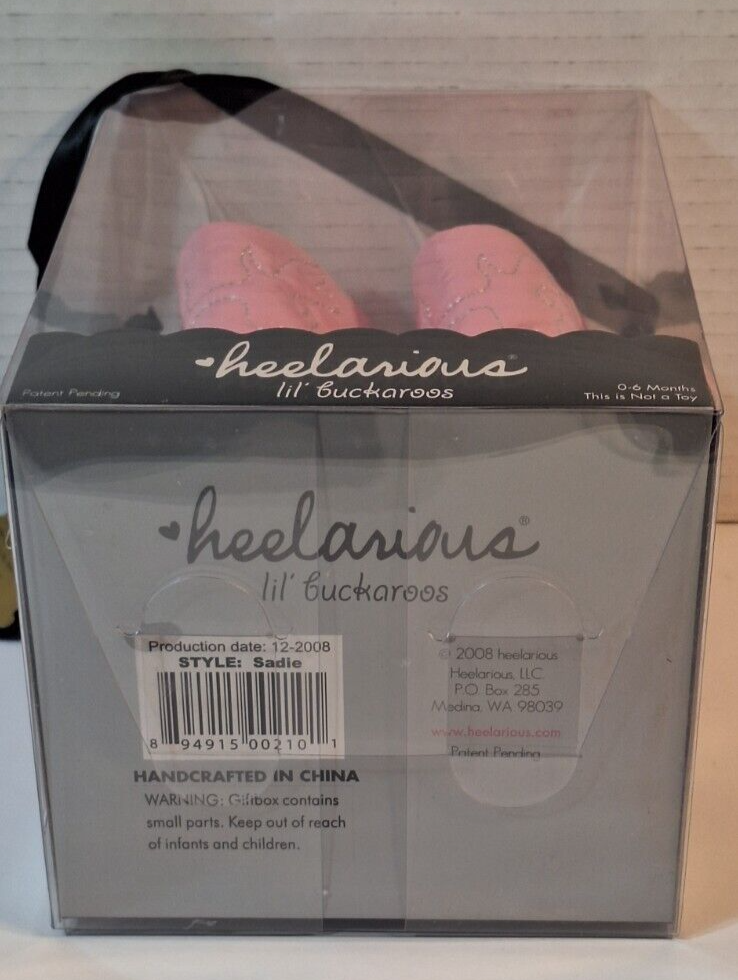 heelarious®
lil' buckaroos
Patent Pending
0-6 Months
This is Not a Toy
heelarious®
lil' buckaroos
Production date: 12-2008
STYLE: Sadie
8 94915 00210 1
HANDCRAFTED IN CHINA
WARNING: Giftbox contains
small parts. Keep out of reach
of infants and children.
© 2008 heelarious
Heelarious, LLC.
P.O. Box 285
Medina, WA 98039
www.heelarious.com
Patent Pending